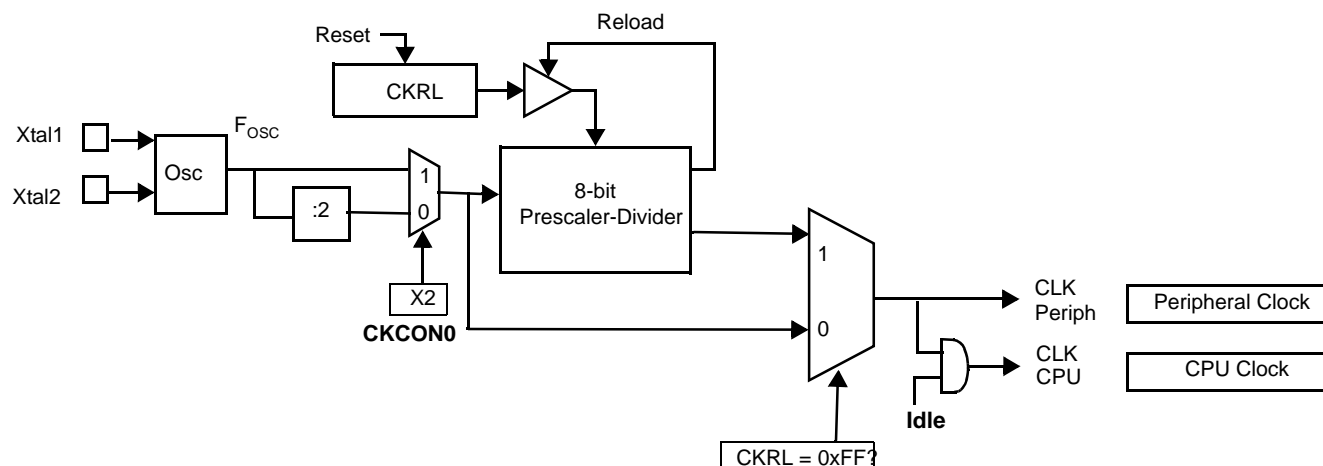 Reload
Reset
CKRL
Xtal1
F_OSC
Osc
Xtal2
:2
1
0
8-bit
Prescaler-Divider
X2
CKCON0
1
0
CLK
Periph
Peripheral Clock
CLK
CPU
CPU Clock
Idle
CKRL = 0xFF?